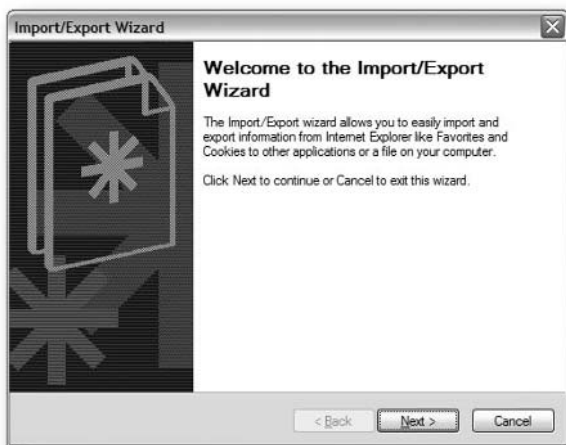 Import/Export Wizard
Welcome to the Import/Export
Wizard
The Import/Export wizard allows you to easily import and
export information from Internet Explorer like Favorites and
Cookies to other applications or a file on your computer.
Click Next to continue or Cancel to exit this wizard.
< Back
Next >
Cancel